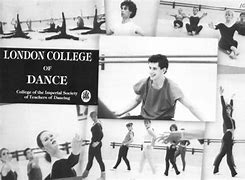 LONDON COLLEGE
OF
DANCE
College of the Imperial Society
of Teachers of Dancing